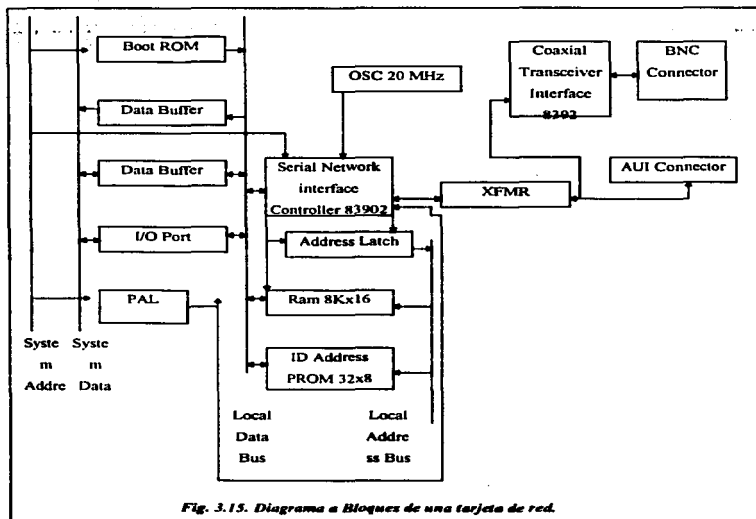 Boot ROM
Data Buffer
Data Buffer
I/O Port
PAL
OSC 20 MHz
Serial Network
interface
Controller 83902
Address Latch
Ram 8Kx16
ID Address
PROM 32x8
XFMR
Coaxial
Transceiver
Interface
8392
BNC
Connector
AUI Connector
Syste
m
Addre
Syste
m
Data
Local
Data
Bus
Local
Addre
ss Bus
Fig. 3.15. Diagrama a Bloques de una tarjeta de red.